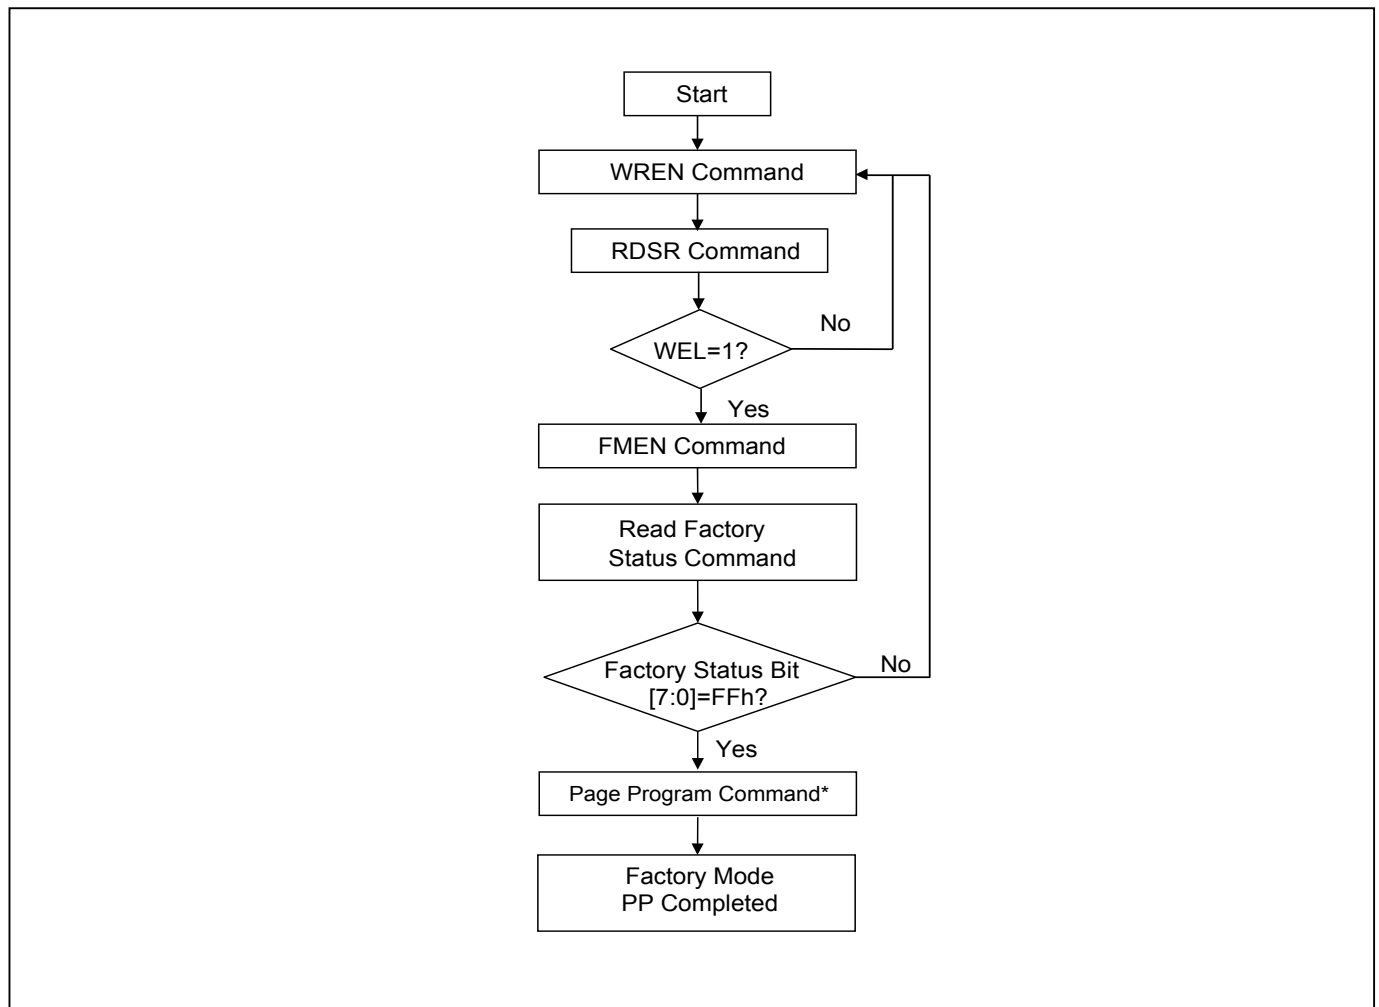 Start
WREN Command
RDSR Command
No
WEL=1?
Yes
FMEN Command
Read Factory
Status Command
Factory Status Bit
[7:0]=FFh?
No
Yes
Page Program Command*
Factory Mode
PP Completed